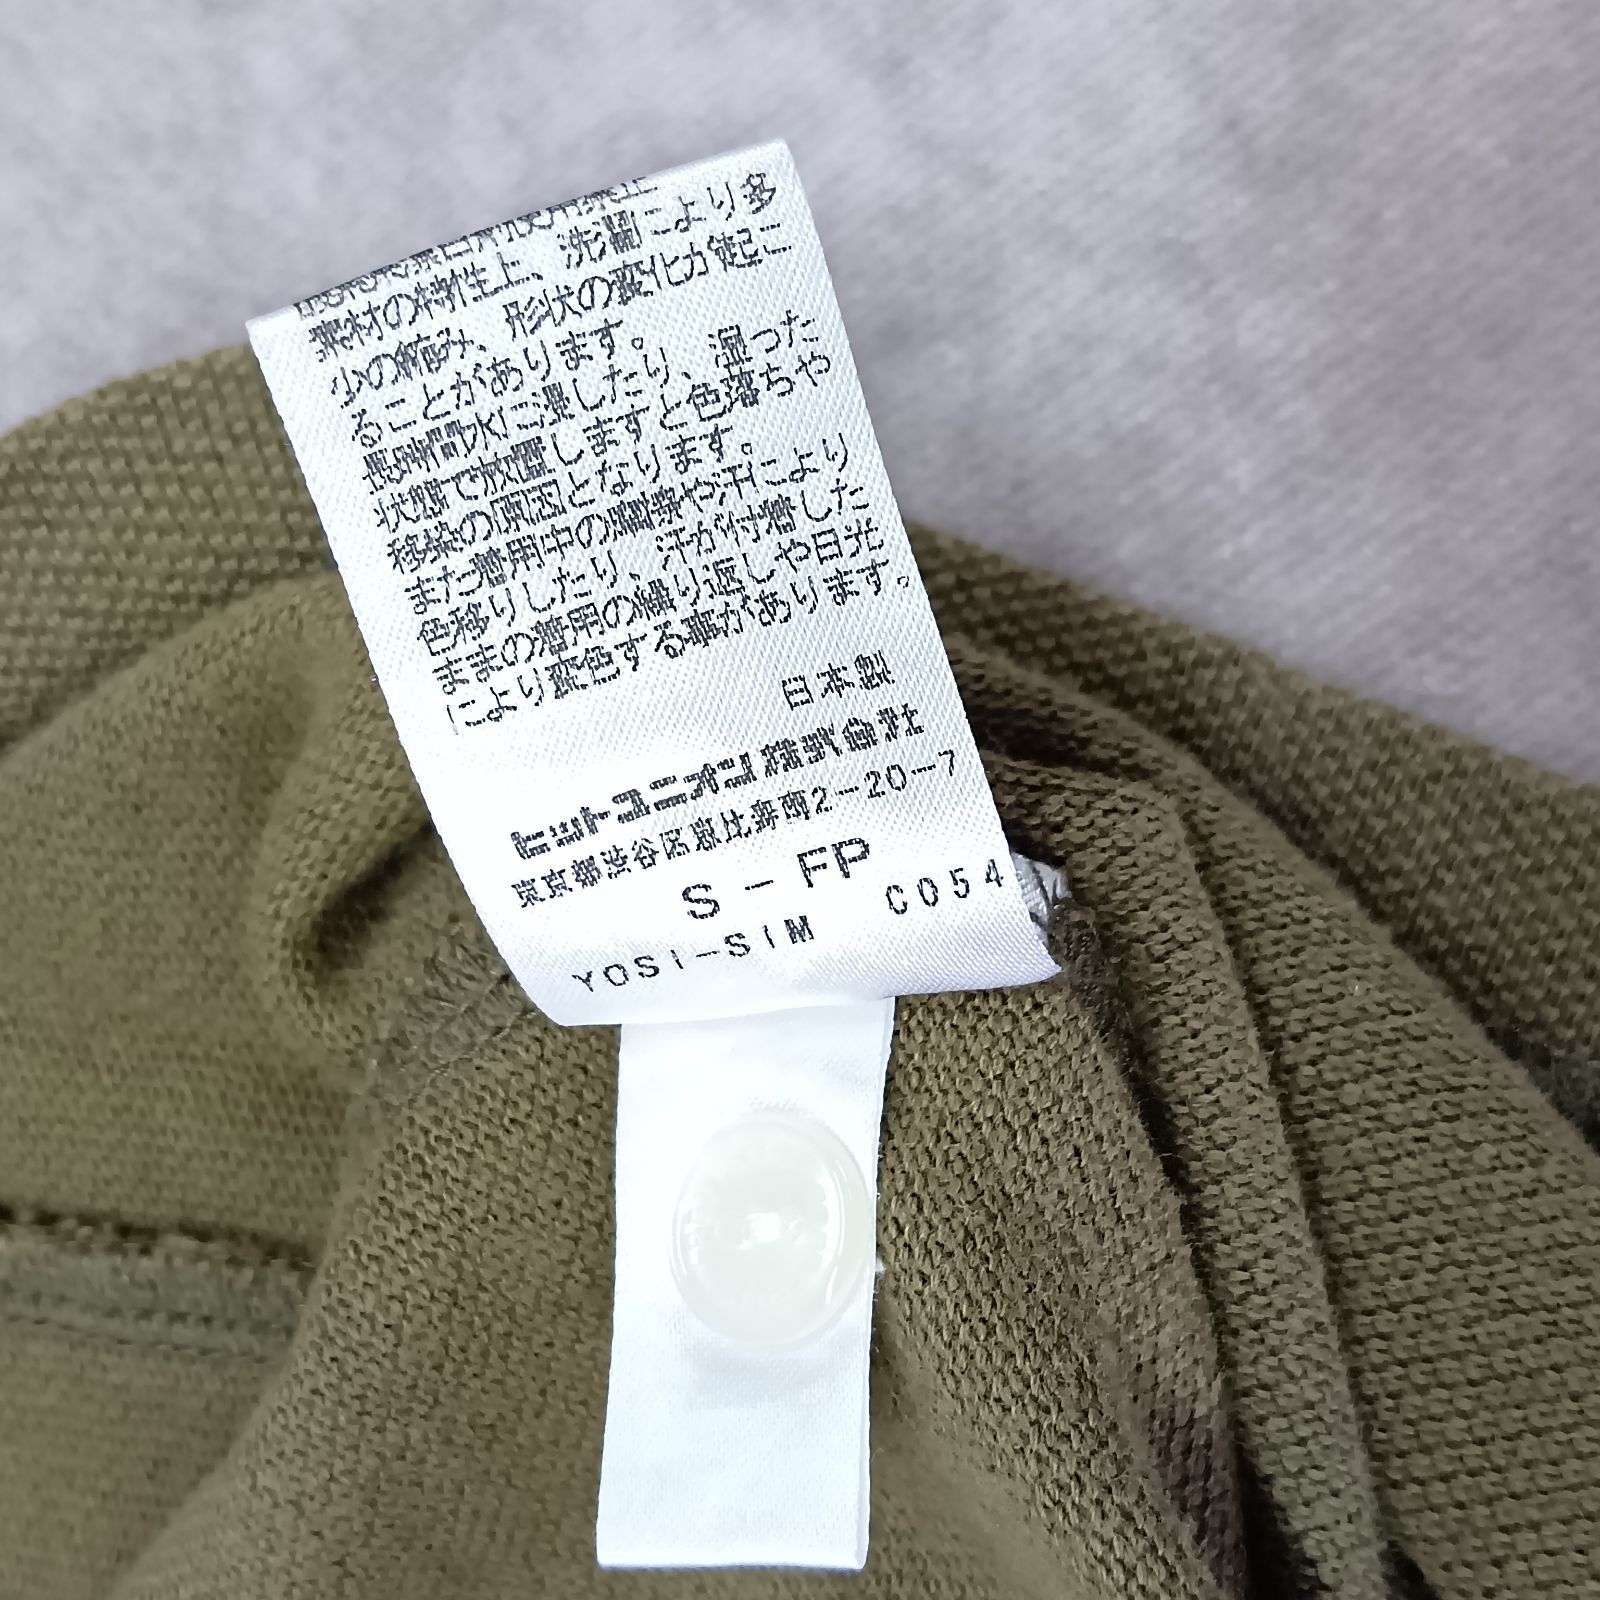 素材の特性上、洗濯により多
少の縮み、形状の変化が起こ
ることがあります。
長時間水に浸したり、湿った
状態で放置しますと色落ちや
移染の原因となります。
また着用中の摩擦や汗により
色移りしたり、汗が付着した
ままの着用の繰り返しや日光
により変色する事があります。
日本製
ヒットユニオン株式会社
東京都渋谷区恵比寿南2-20-7
S-FP
YOSI-SIM C054